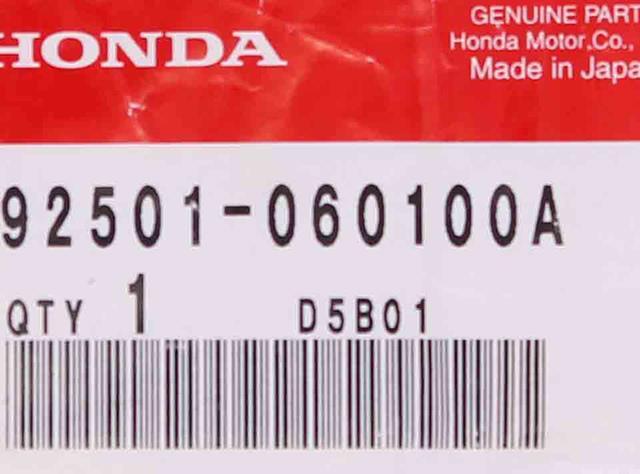 HONDA
GENUINE PART
Honda Motor,Co.,
Made in Japa
92501-060100A
QTY 1 D5B01